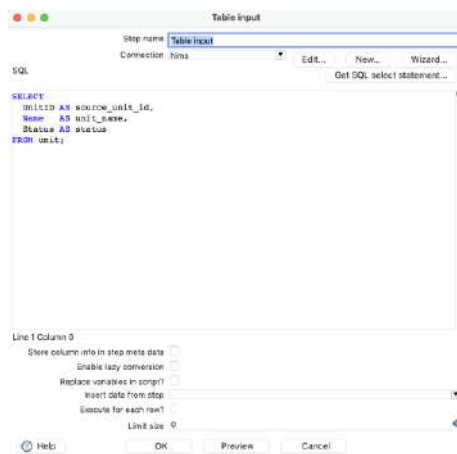 Table input
Step name Table input
Connection hims Edit... New... Wizard...
SQL Get SQL select statement...
SELECT
UnitID AS source_unit_id,
Name AS unit_name,
Status AS status
FROM unit;
Line 1 Column 0
Store column info in step meta data
Enable lazy conversion
Replace variables in script?
Insert data from step
Execute for each row?
Limit size 0
Help OK Preview Cancel